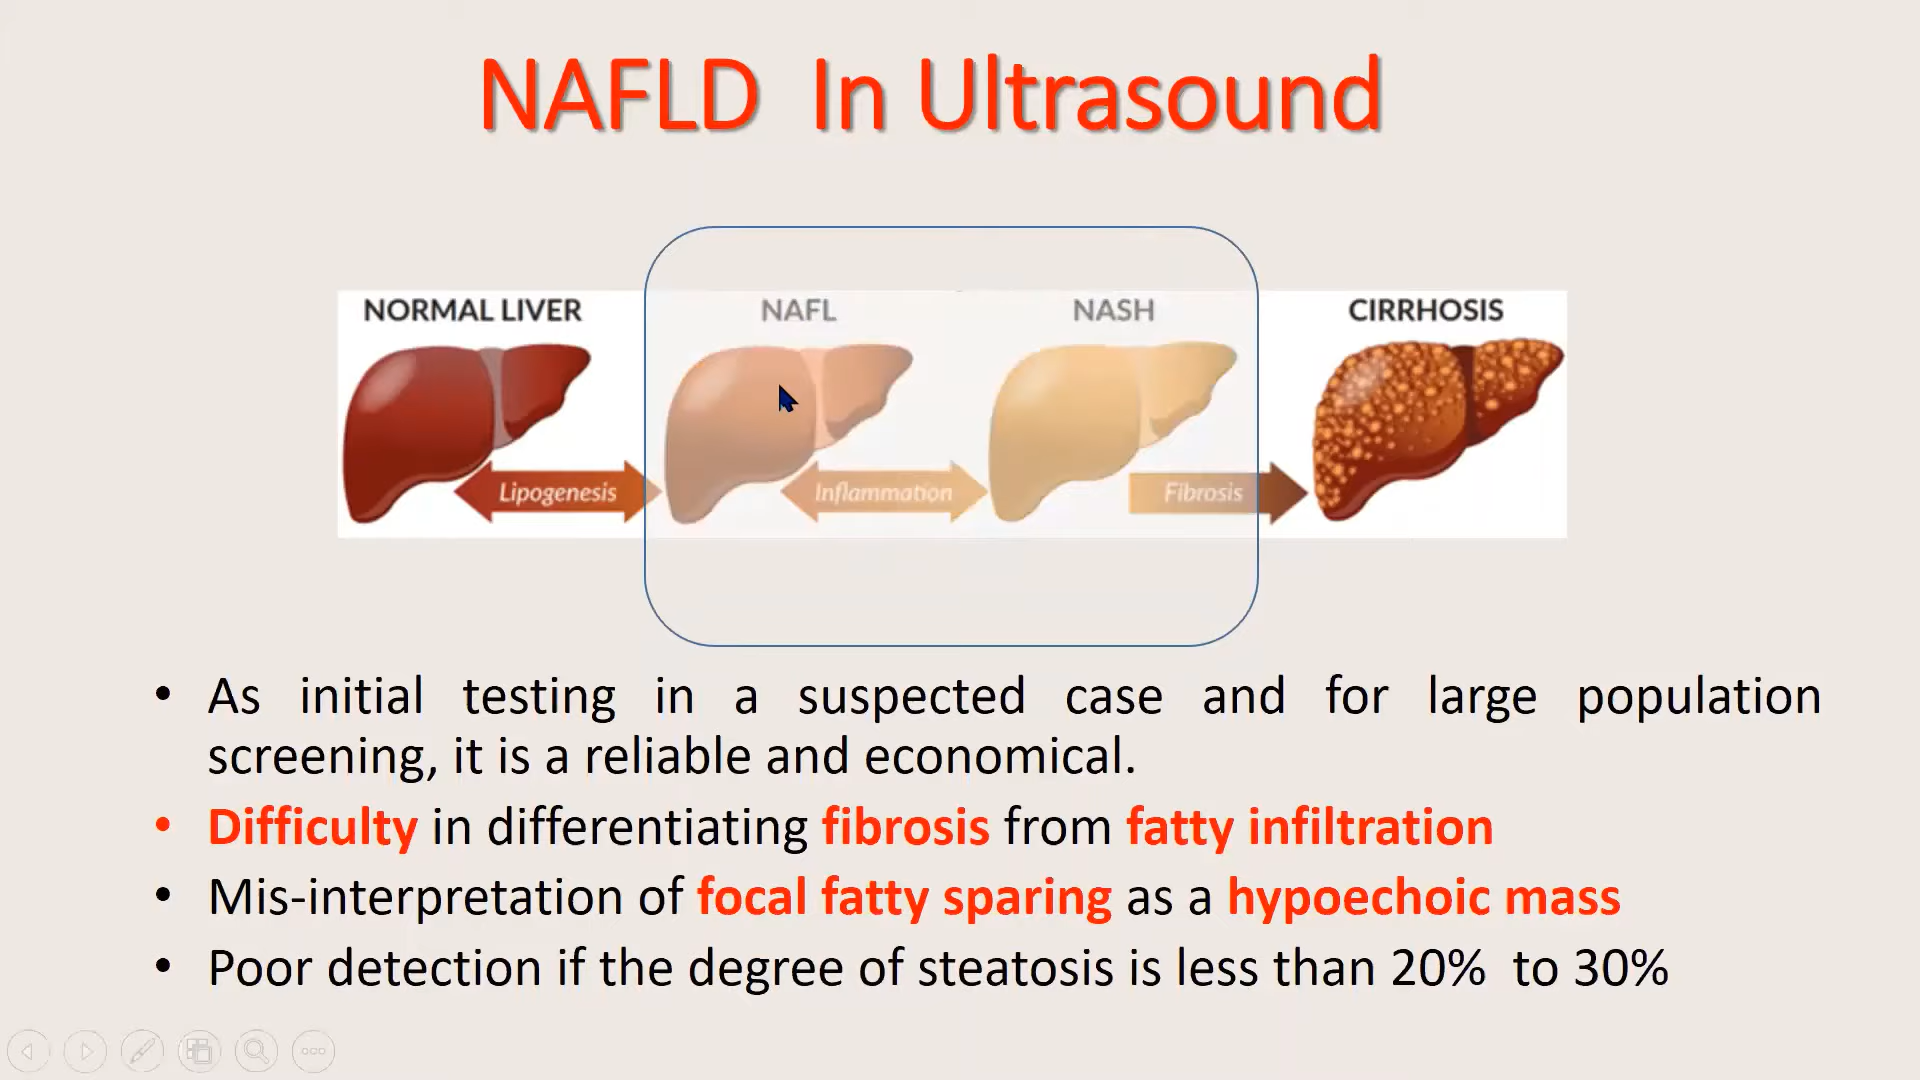 NAFLD In Ultrasound
NORMAL LIVER NAFL NASH CIRRHOSIS
Lipogenesis Inflammation Fibrosis
• As initial testing in a suspected case and for large population
screening, it is a reliable and economical.
• Difficulty in differentiating fibrosis from fatty infiltration
• Mis-interpretation of focal fatty sparing as a hypoechoic mass
• Poor detection if the degree of steatosis is less than 20% to 30%